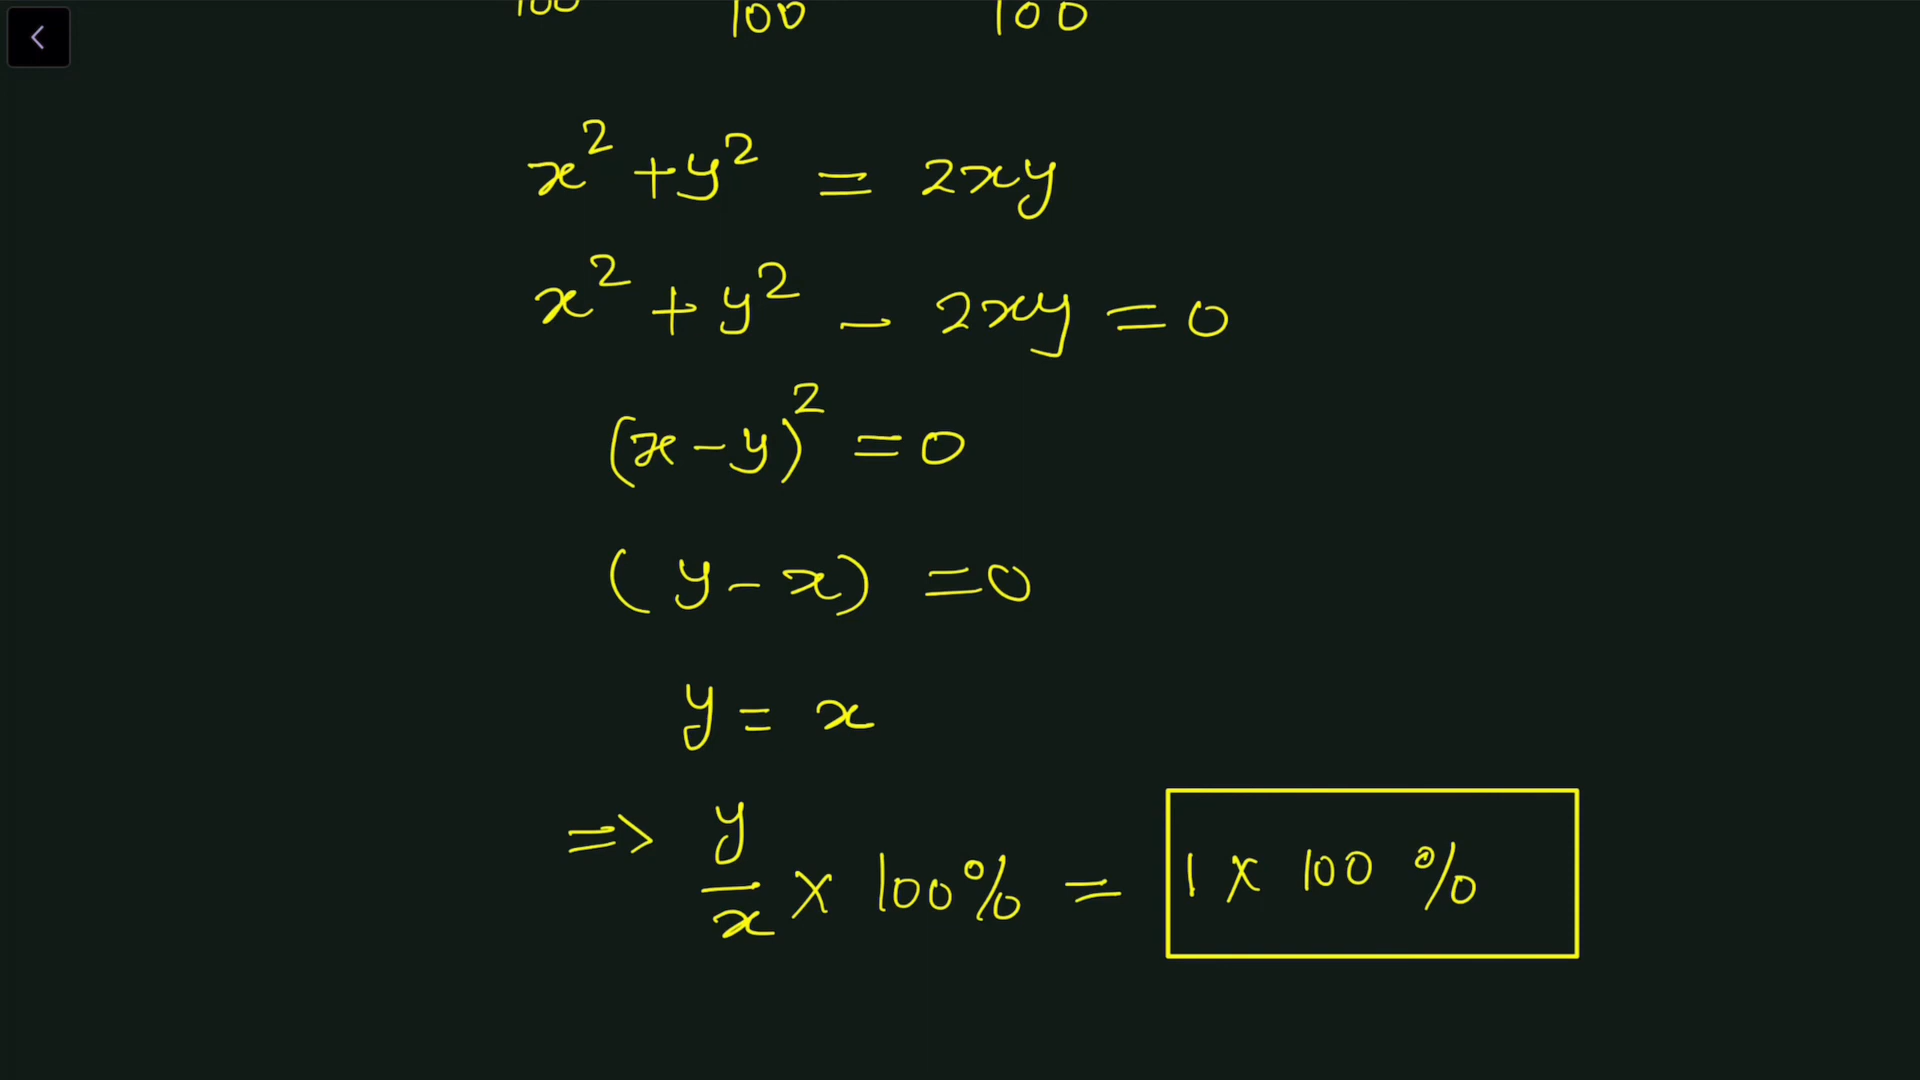 100 100 100
x² + y² = 2xy
x² + y² - 2xy = 0
(x - y)² = 0
(y - x) = 0
y = x
=> y/x × 100% = 1 × 100%